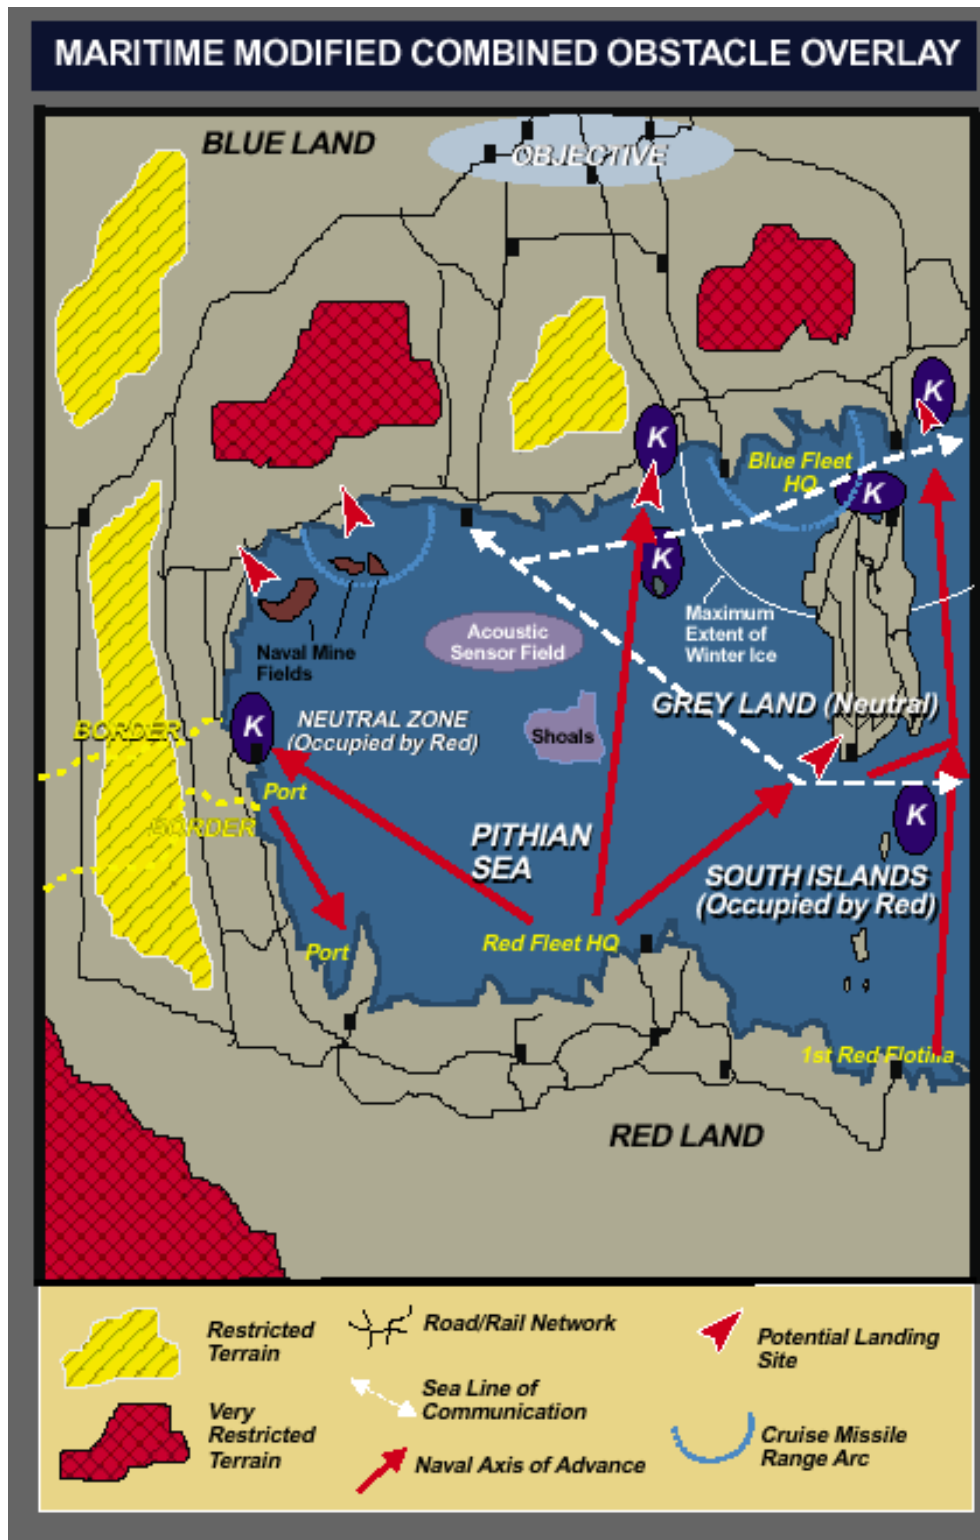 MARITIME MODIFIED COMBINED OBSTACLE OVERLAY
BLUE LAND
OBJECTIVE
K
K
Blue Fleet
HQ
K
K
Maximum
Extent of
Winter Ice
Acoustic
Sensor Field
Naval Mine
Fields
GREY LAND (Neutral)
K
NEUTRAL ZONE
(Occupied by Red)
Shoals
BORDER
Port
BORDER
K
PITHIAN
SEA
SOUTH ISLANDS
(Occupied by Red)
Port
Red Fleet HQ
1st Red Flotilla
RED LAND
Restricted
Terrain
Road/Rail Network
Potential Landing
Site
Sea Line of
Communication
Very
Restricted
Terrain
Naval Axis of Advance
Cruise Missile
Range Arc